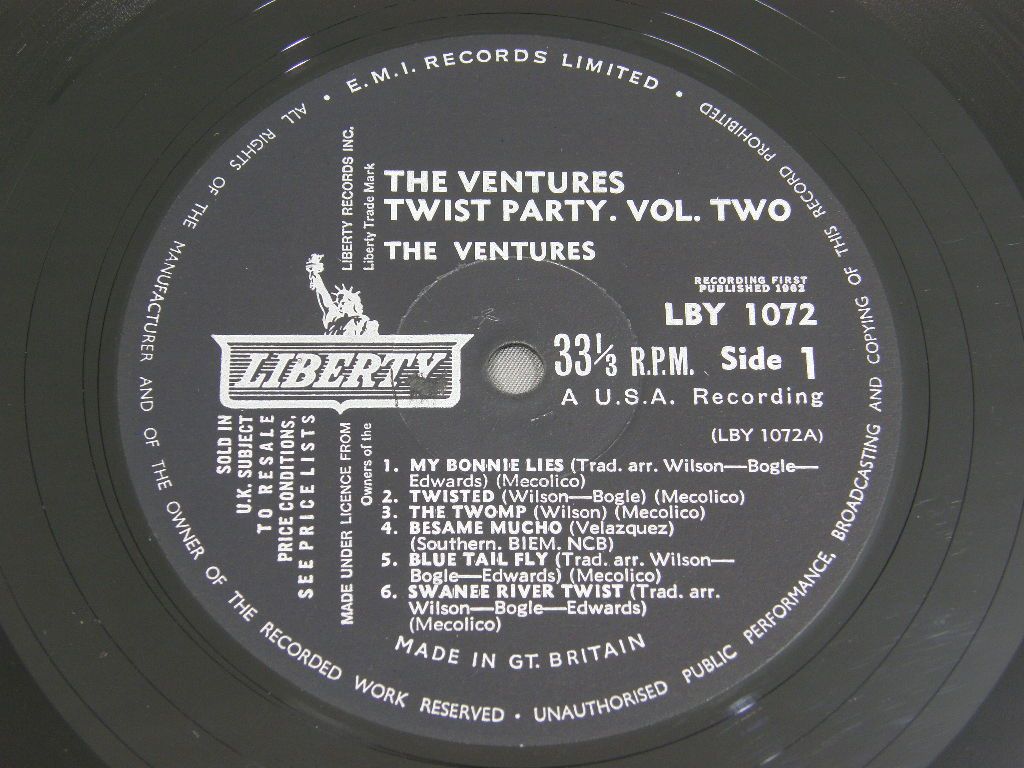 E.M.I. RECORDS LIMITED •
ALL RIGHTS OF THE MANUFACTURER AND OF THE OWNER OF THE RECORDED WORK RESERVED • UNAUTHORISED PUBLIC PERFORMANCE, BROADCASTING AND COPYING OF THIS RECORD PROHIBITED •
LIBERTY RECORDS INC.
Liberty Trade Mark
THE VENTURES
TWIST PARTY. VOL. TWO
THE VENTURES
RECORDING FIRST
PUBLISHED 1962
LBY 1072
LIBERTY
33⅓ R.P.M. Side 1
A U.S.A. Recording
(LBY 1072A)
SOLD IN
U.K. SUBJECT
TO RESALE
PRICE CONDITIONS,
SEE PRICE LISTS
MADE UNDER LICENCE FROM
Owners of the
1. MY BONNIE LIES (Trad. arr. Wilson—Bogle—
Edwards) (Mecolico)
2. TWISTED (Wilson—Bogle) (Mecolico)
3. THE TWOMP (Wilson) (Mecolico)
4. BESAME MUCHO (Velazquez)
(Southern. BIEM. NCB)
5. BLUE TAIL FLY (Trad. arr. Wilson—
Bogle—Edwards) (Mecolico)
6. SWANEE RIVER TWIST (Trad. arr.
Wilson—Bogle—Edwards)
(Mecolico)
MADE IN GT. BRITAIN